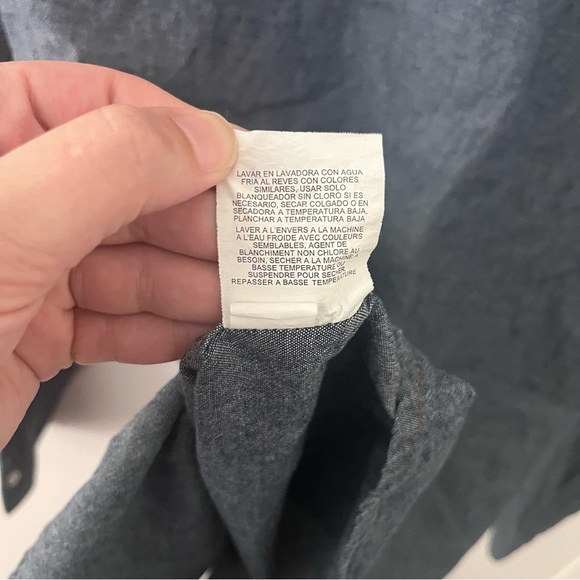 LAVAR EN LAVADORA CON AGUA
FRIA AL REVES CON COLORES
SIMILARES, USAR SOLO
BLANQUEADOR SIN CLORO SI ES
NECESARIO, SECAR COLGADO O EN
SECADORA A TEMPERATURA BAJA,
PLANCHAR A TEMPERATURA BAJA.
LAVER A L'ENVERS A LA MACHINE
A L'EAU FROIDE AVEC COULEURS
SEMBLABLES, AGENT DE
BLANCHIMENT NON CHLORE AU
BESOIN, SECHER A LA MACHINE A
BASSE TEMPERATURE OU
SUSPENDRE POUR SECHER,
REPASSER A BASSE TEMPERATURE